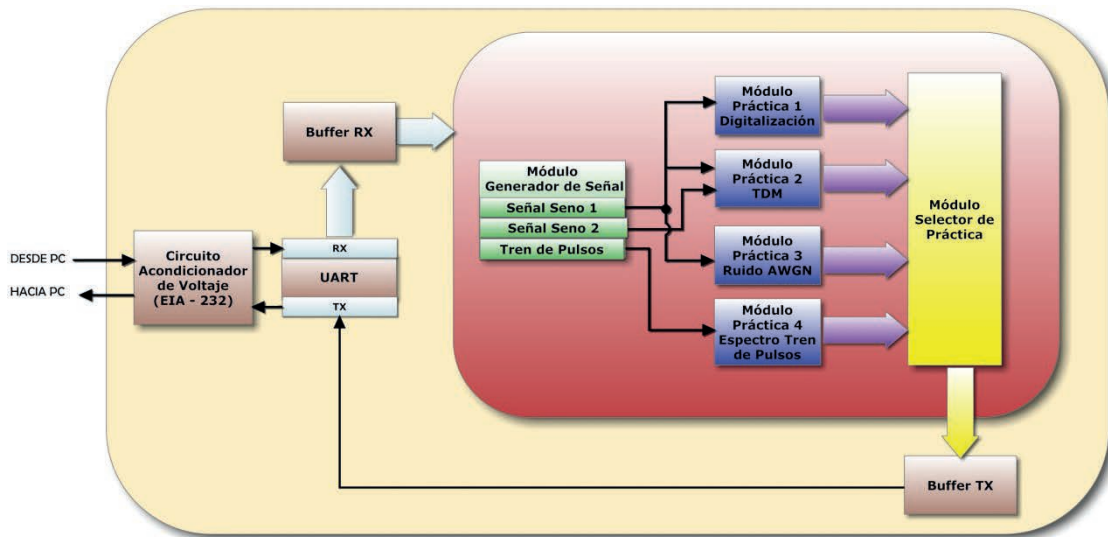 DESDE PC
HACIA PC
Circuito
Acondicionador
de Voltaje
(EIA - 232)
RX
UART
TX
Buffer RX
Módulo
Generador de Señal
Señal Seno 1
Señal Seno 2
Tren de Pulsos
Módulo
Práctica 1
Digitalización
Módulo
Práctica 2
TDM
Módulo
Práctica 3
Ruido AWGN
Módulo
Práctica 4
Espectro Tren
de Pulsos
Módulo
Selector de
Práctica
Buffer TX